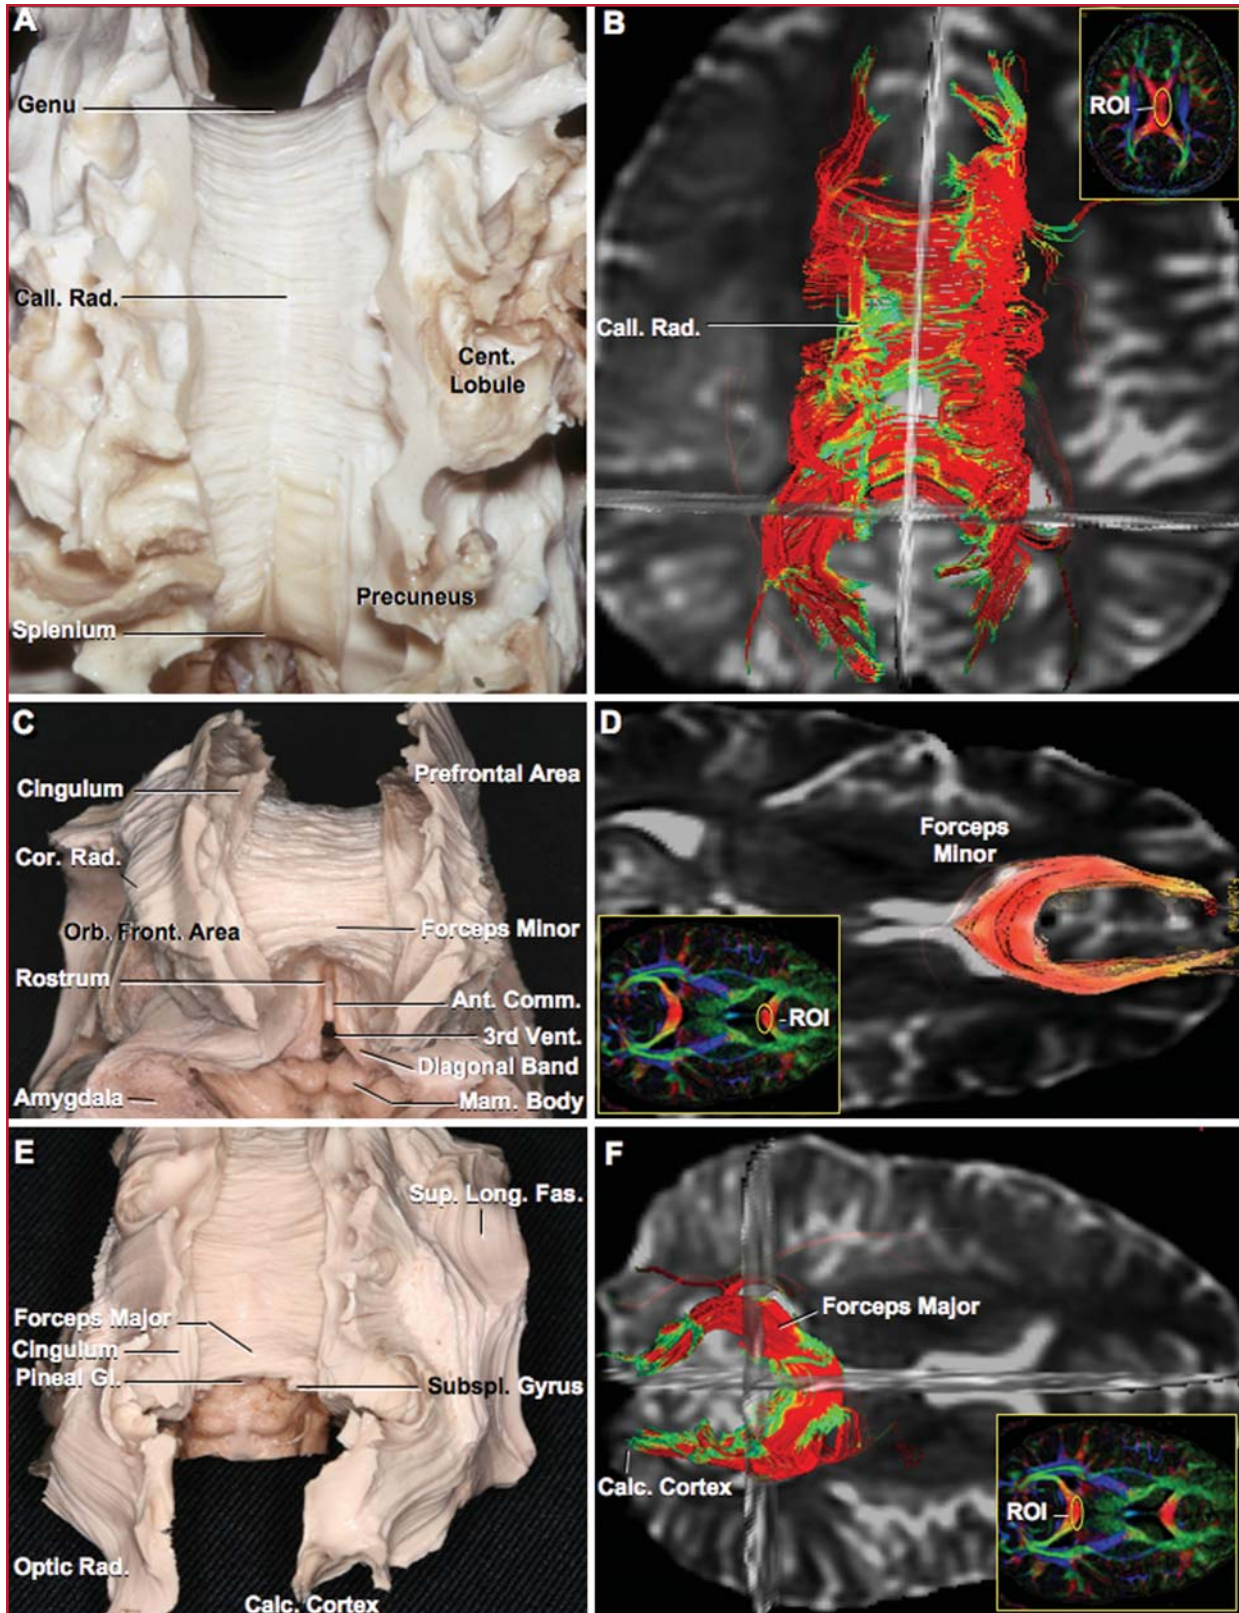 A
Genu
Call. Rad.
Cent.
Lobule
Precuneus
Splenium
B
ROI
Call. Rad.
C
Cingulum
Prefrontal Area
Cor. Rad.
Orb. Front. Area
Forceps Minor
Rostrum
Ant. Comm.
3rd Vent.
Diagonal Band
Amygdala
Mam. Body
D
Forceps
Minor
ROI
E
Sup. Long. Fas.
Forceps Major
Cingulum
Pineal Gl.
Subspl. Gyrus
Optic Rad.
Calc. Cortex
F
Forceps Major
Calc. Cortex
ROI